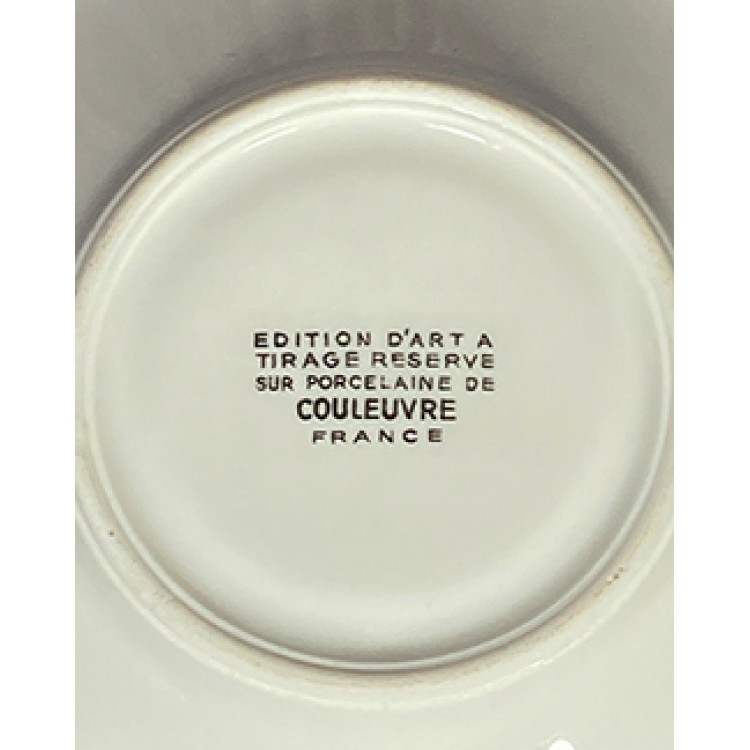 EDITION D'ART A
TIRAGE RESERVE
SUR PORCELAINE DE
COULEUVRE
FRANCE